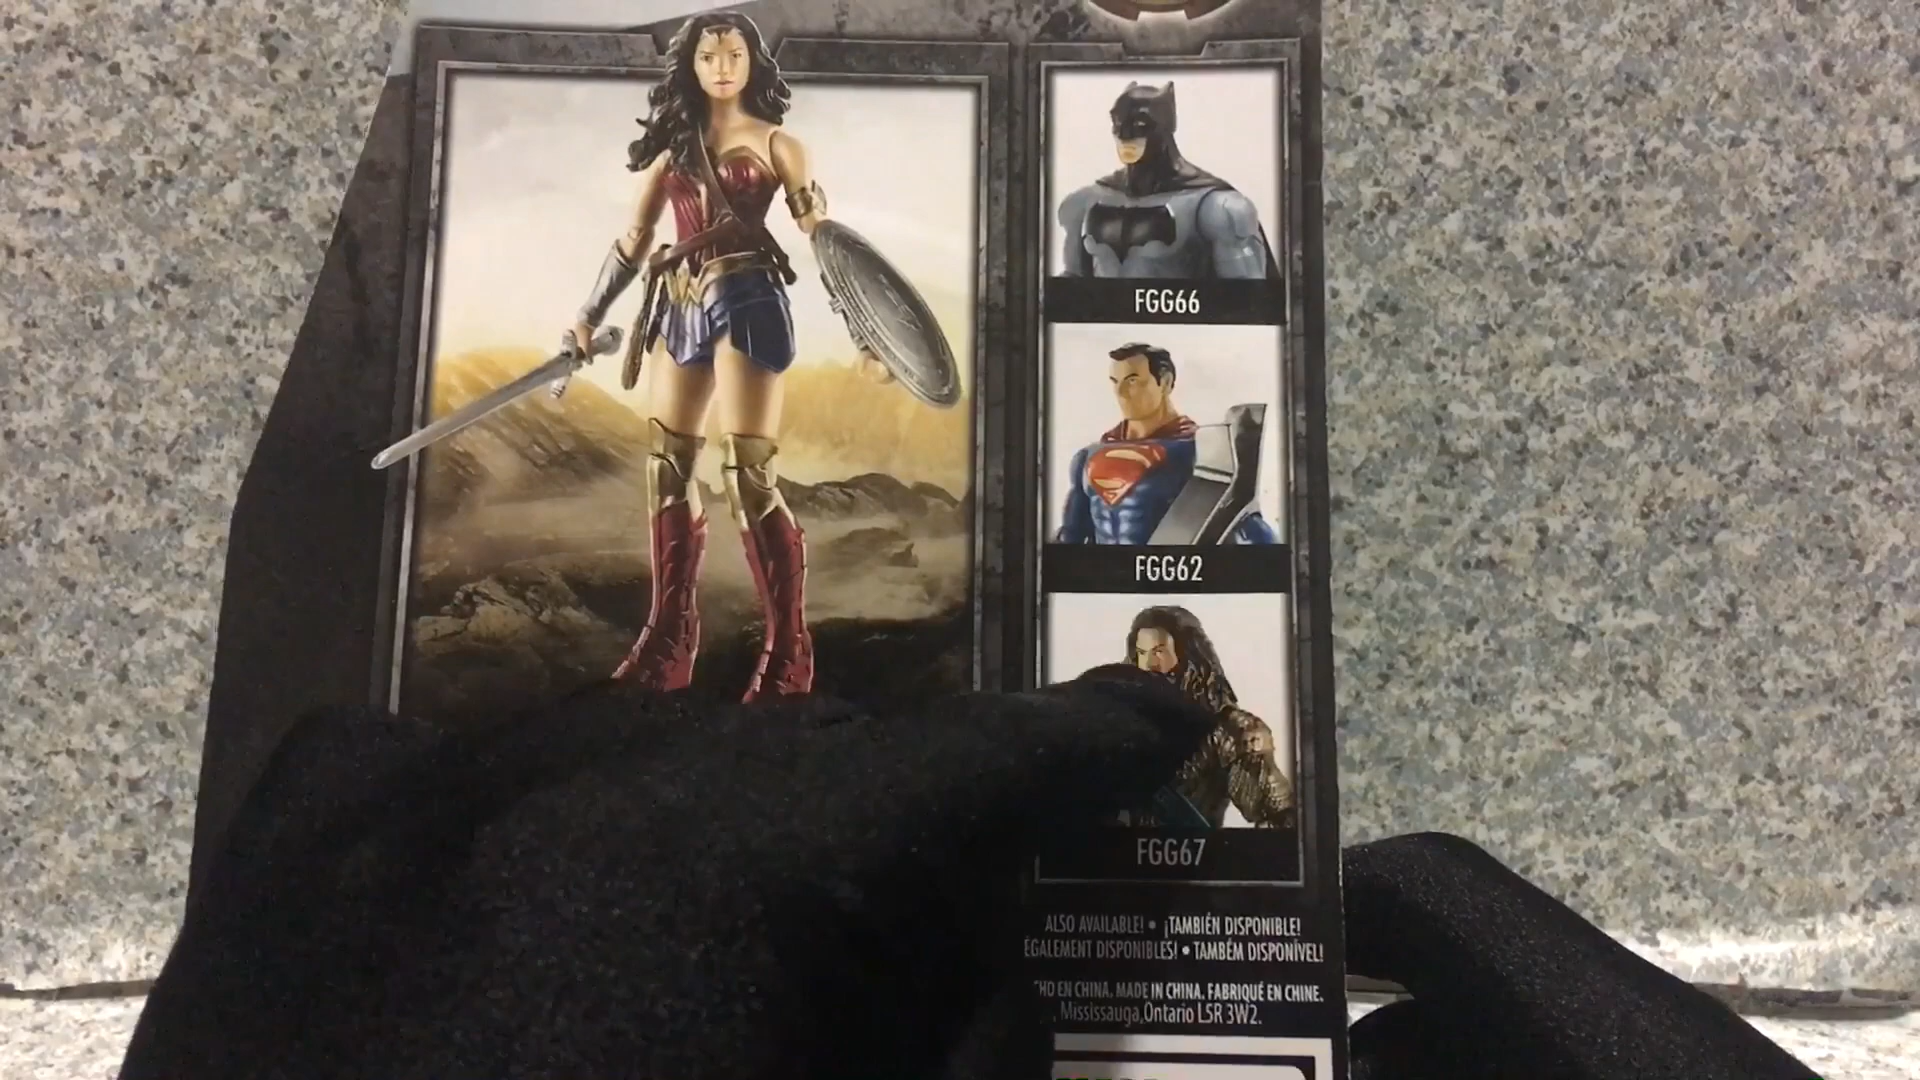 FGG66
FGG62
FGG67
ALSO AVAILABLE! • ¡TAMBIÉN DISPONIBLE!
ÉGALEMENT DISPONIBLES! • TAMBÉM DISPONÍVEL!
EN CHINA. MADE IN CHINA. FABRIQUÉ EN CHINE.
, Mississauga, Ontario L5R 3W2.